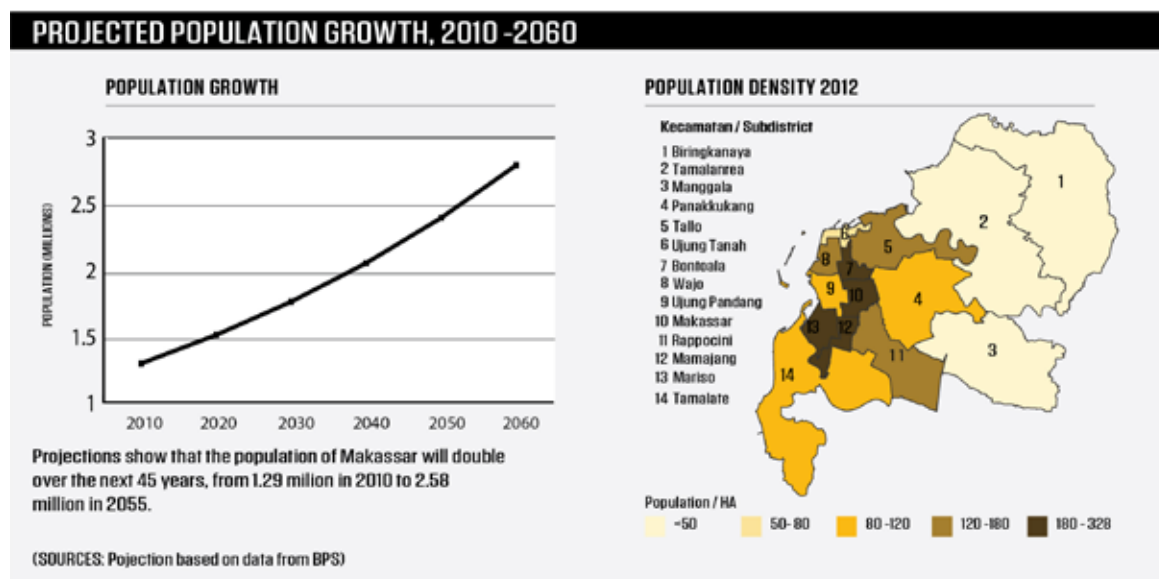 PROJECTED POPULATION GROWTH, 2010 -2060
POPULATION GROWTH
3
2.5
2
1.5
1
POPULATION (MILLIONS)
2010 2020 2030 2040 2050 2060
Projections show that the population of Makassar will double
over the next 45 years, from 1.29 milion in 2010 to 2.58
million in 2055.
(SOURCES: Pojection based on data from BPS)
POPULATION DENSITY 2012
Kecamatan / Subdistrict
1 Biringkanaya
2 Tamalanrea
3 Manggala
4 Panakkukang
5 Tallo
6 Ujung Tanah
7 Bontoala
8 Wajo
9 Ujung Pandang
10 Makassar
11 Rappocini
12 Mamajang
13 Mariso
14 Tamalate
1
2
6
5
8
7
9
10
4
13
12
11
3
14
Population / HA
<50
50- 80
80 -120
120 -180
180 - 328